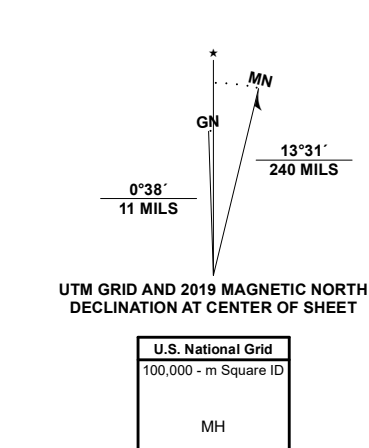 ★
MN
GN
13°31´
240 MILS
0°38´
11 MILS
UTM GRID AND 2019 MAGNETIC NORTH
DECLINATION AT CENTER OF SHEET
U.S. National Grid
100,000 - m Square ID
MH